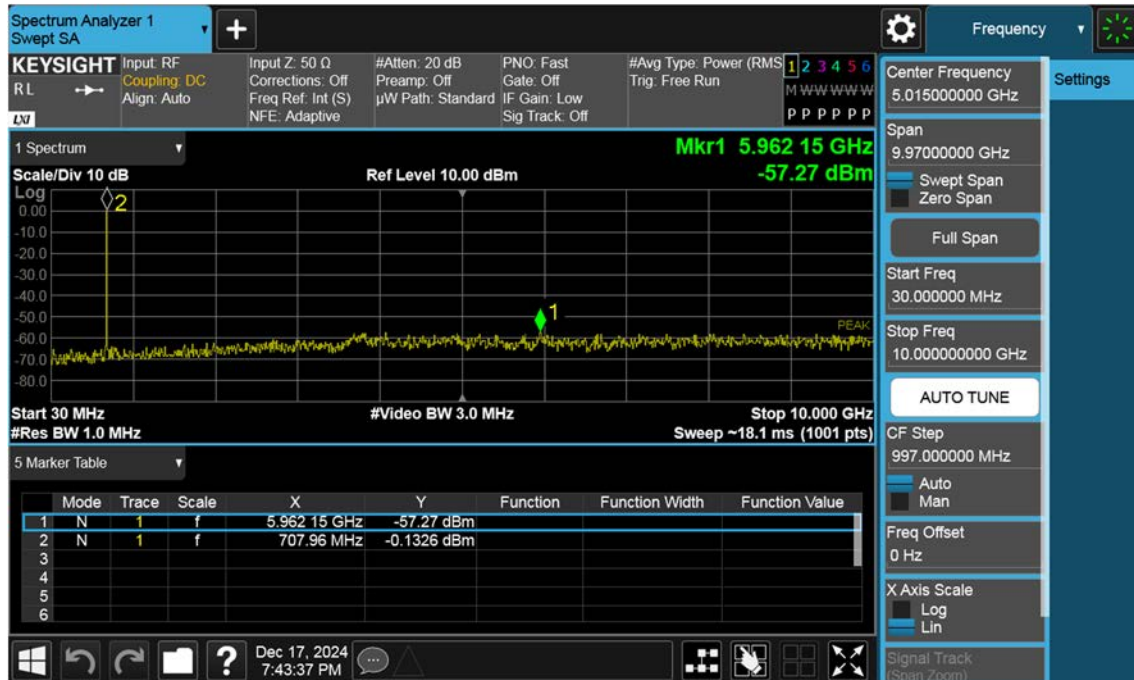 Spectrum Analyzer 1
Swept SA
Frequency
KEYSIGHT
RL
LXI
Input: RF
Coupling: DC
Align: Auto
Input Z: 50 Ω
Corrections: Off
Freq Ref: Int (S)
NFE: Adaptive
#Atten: 20 dB
Preamp: Off
µW Path: Standard
PNO: Fast
Gate: Off
IF Gain: Low
Sig Track: Off
#Avg Type: Power (RMS
Trig: Free Run
1 2 3 4 5 6
M W W W W W
P P P P P P
1 Spectrum
Mkr1 5.962 15 GHz
Scale/Div 10 dB
Ref Level 10.00 dBm
-57.27 dBm
Log
0.00
-10.0
-20.0
-30.0
-40.0
-50.0
-60.0
-70.0
-80.0
2
1
PEAK
Start 30 MHz
#Video BW 3.0 MHz
Stop 10.000 GHz
#Res BW 1.0 MHz
Sweep ~18.1 ms (1001 pts)
5 Marker Table
Mode Trace Scale X Y Function Function Width Function Value
1 N 1 f 5.962 15 GHz -57.27 dBm
2 N 1 f 707.96 MHz -0.1326 dBm
3
4
5
6
Dec 17, 2024
7:43:37 PM
Center Frequency
5.015000000 GHz
Settings
Span
9.97000000 GHz
Swept Span
Zero Span
Full Span
Start Freq
30.000000 MHz
Stop Freq
10.000000000 GHz
AUTO TUNE
CF Step
997.000000 MHz
Auto
Man
Freq Offset
0 Hz
X Axis Scale
Log
Lin
Signal Track
(Span Zoom)